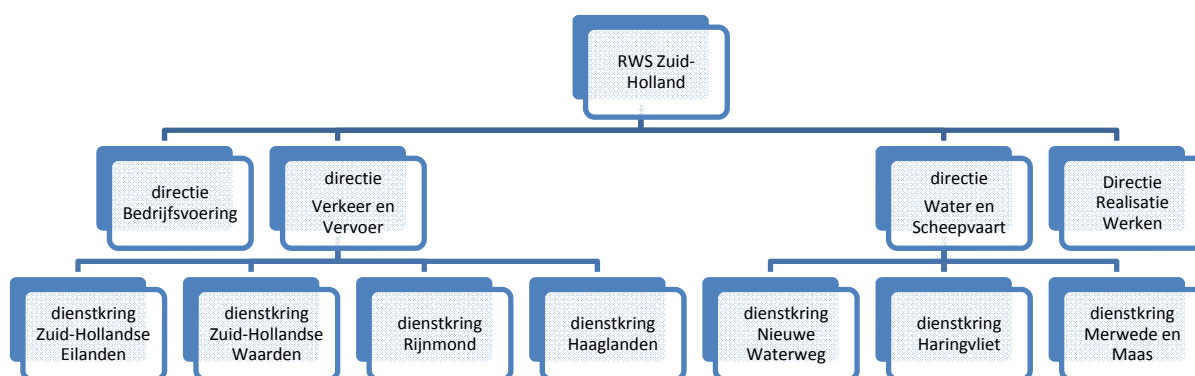 RWS Zuid-
Holland
directie
Bedrijfsvoering
directie
Verkeer en
Vervoer
directie
Water en
Scheepvaart
Directie
Realisatie
Werken
dienstkring
Zuid-Hollandse
Eilanden
dienstkring
Zuid-Hollandse
Waarden
dienstkring
Rijnmond
dienstkring
Haaglanden
dienstkring
Nieuwe
Waterweg
dienstkring
Haringvliet
dienstkring
Merwede en
Maas